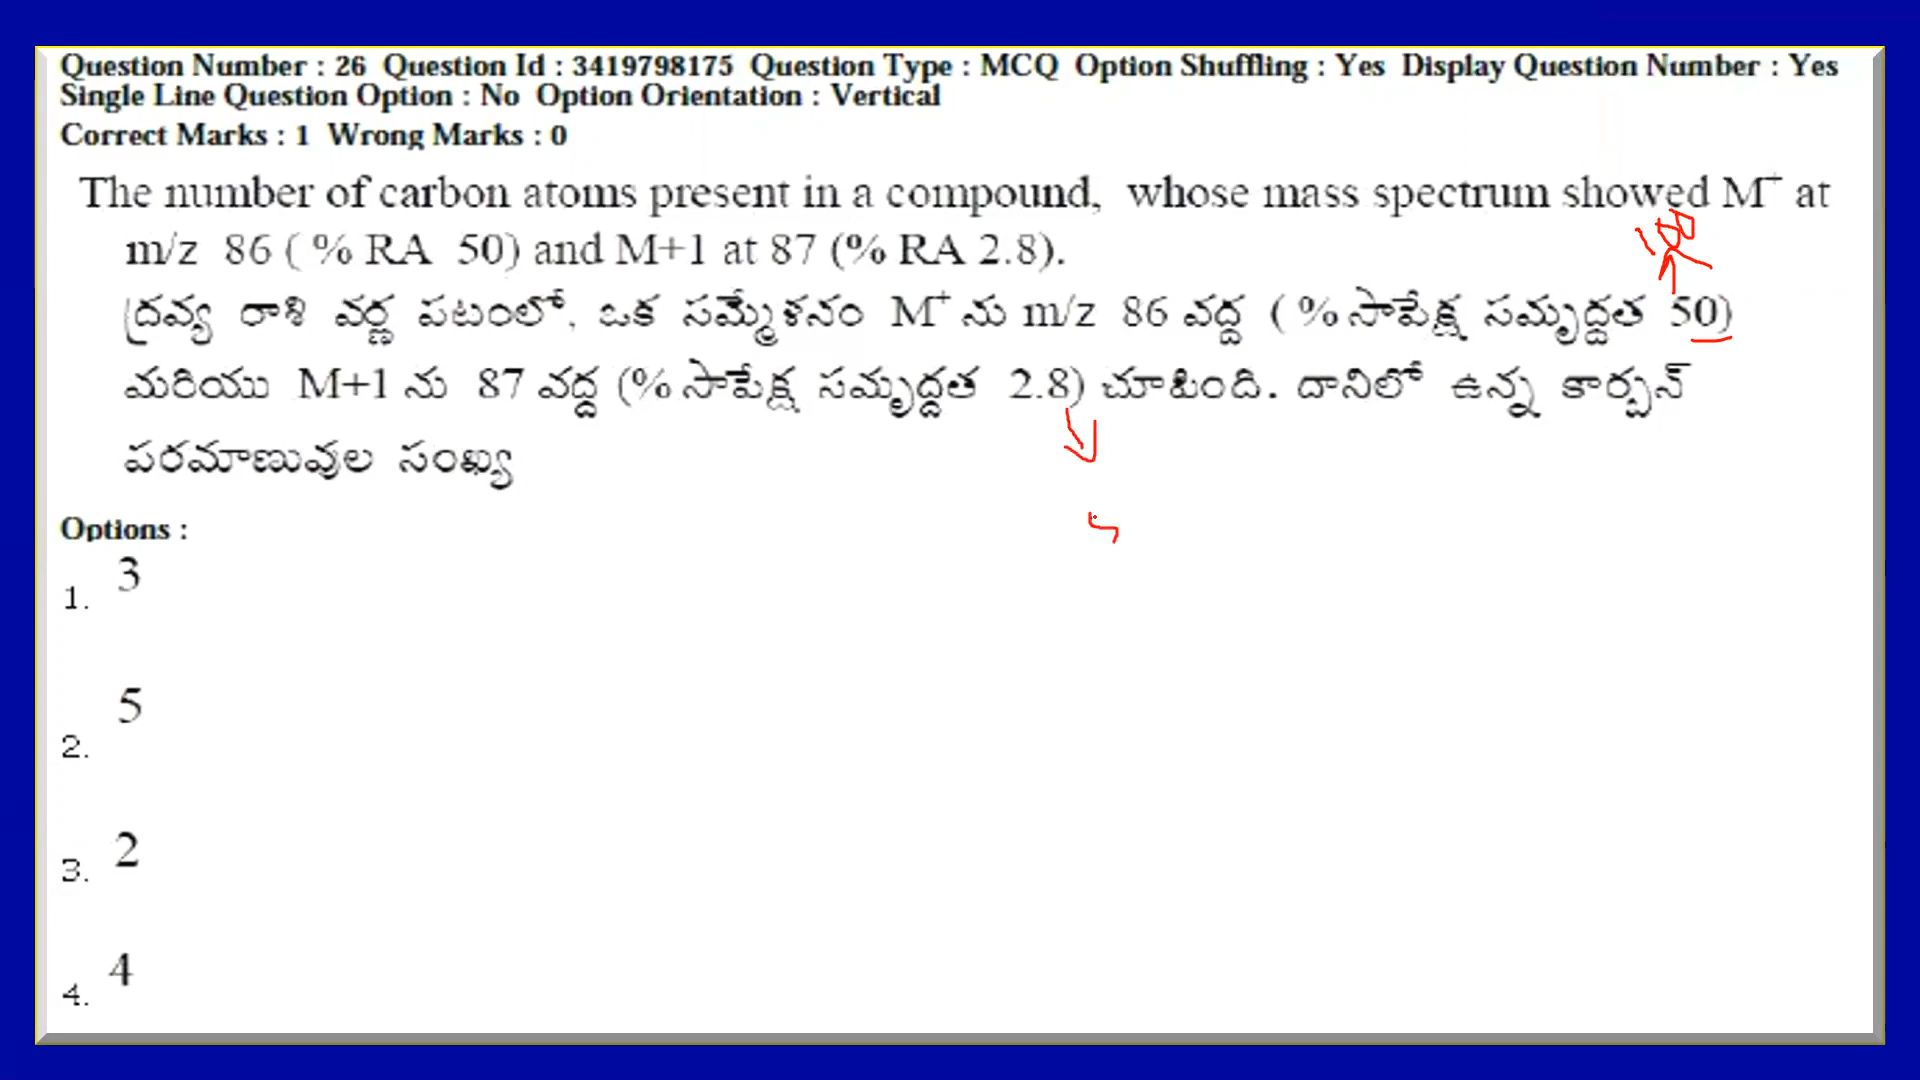 Question Number : 26 Question Id : 3419798175 Question Type : MCQ Option Shuffling : Yes Display Question Number : Yes
Single Line Question Option : No Option Orientation : Vertical
Correct Marks : 1 Wrong Marks : 0
The number of carbon atoms present in a compound, whose mass spectrum showed M⁺ at
100
m/z 86 ( % RA 50) and M+1 at 87 (% RA 2.8).
ద్రవ్య రాశి వర్ణ పటంలో, ఒక సమ్మేళనం M⁺ ను m/z 86 వద్ద ( % సాపేక్ష సమృద్ధత 50)
మరియు M+1 ను 87 వద్ద (% సాపేక్ష సమృద్ధత 2.8) చూపింది. దానిలో ఉన్న కార్బన్
పరమాణువుల సంఖ్య
Options :
1. 3
2. 5
3. 2
4. 4